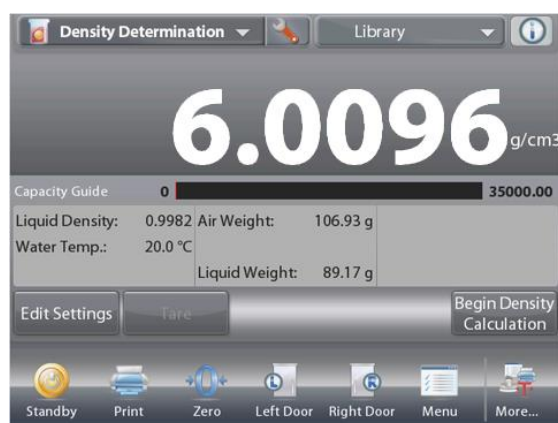 Density Determination Library
6.0096 g/cm3
Capacity Guide 0 35000.00
Liquid Density: 0.9982 Air Weight: 106.93 g
Water Temp.: 20.0 °C
Liquid Weight: 89.17 g
Edit Settings Tare Begin Density
Calculation
Standby Print Zero Left Door Right Door Menu More...